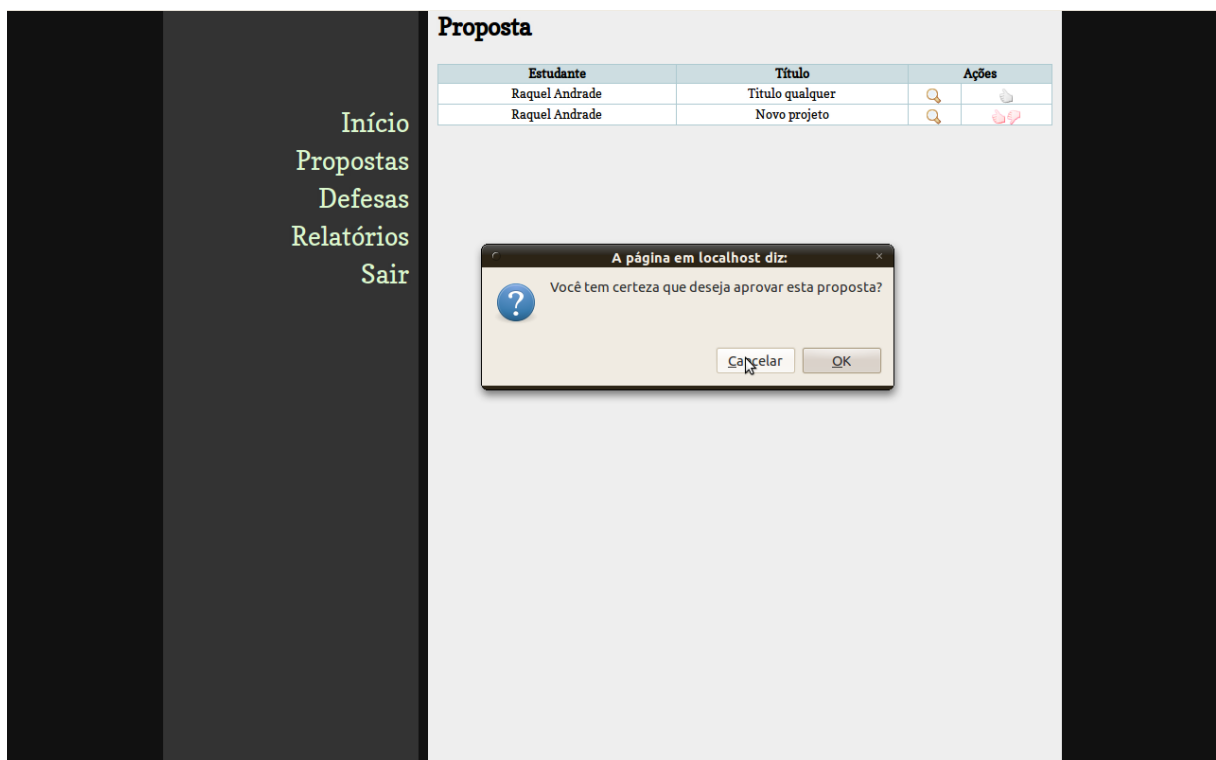 Proposta
Estudante Título Ações
Raquel Andrade Titulo qualquer
Raquel Andrade Novo projeto
Início
Propostas
Defesas
Relatórios
Sair
A página em localhost diz:
Você tem certeza que deseja aprovar esta proposta?
Cancelar OK